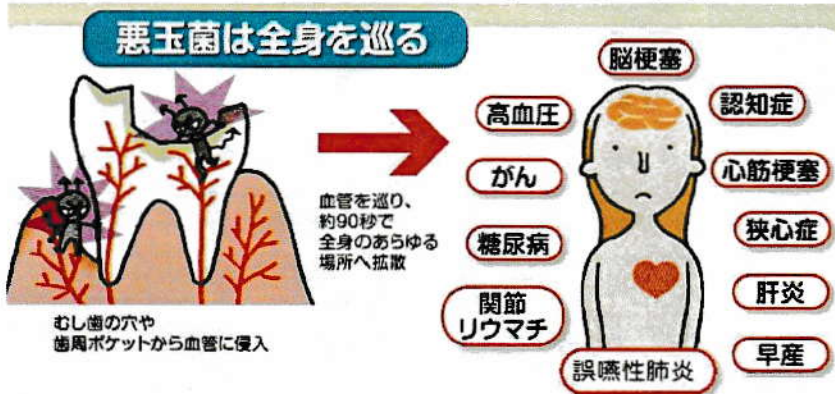 悪玉菌は全身を巡る
むし歯の穴や
歯周ポケットから血管に侵入
血管を巡り、
約90秒で
全身のあらゆる
場所へ拡散
脳梗塞
高血圧
認知症
がん
心筋梗塞
糖尿病
狭心症
関節
リウマチ
肝炎
誤嚥性肺炎
早産